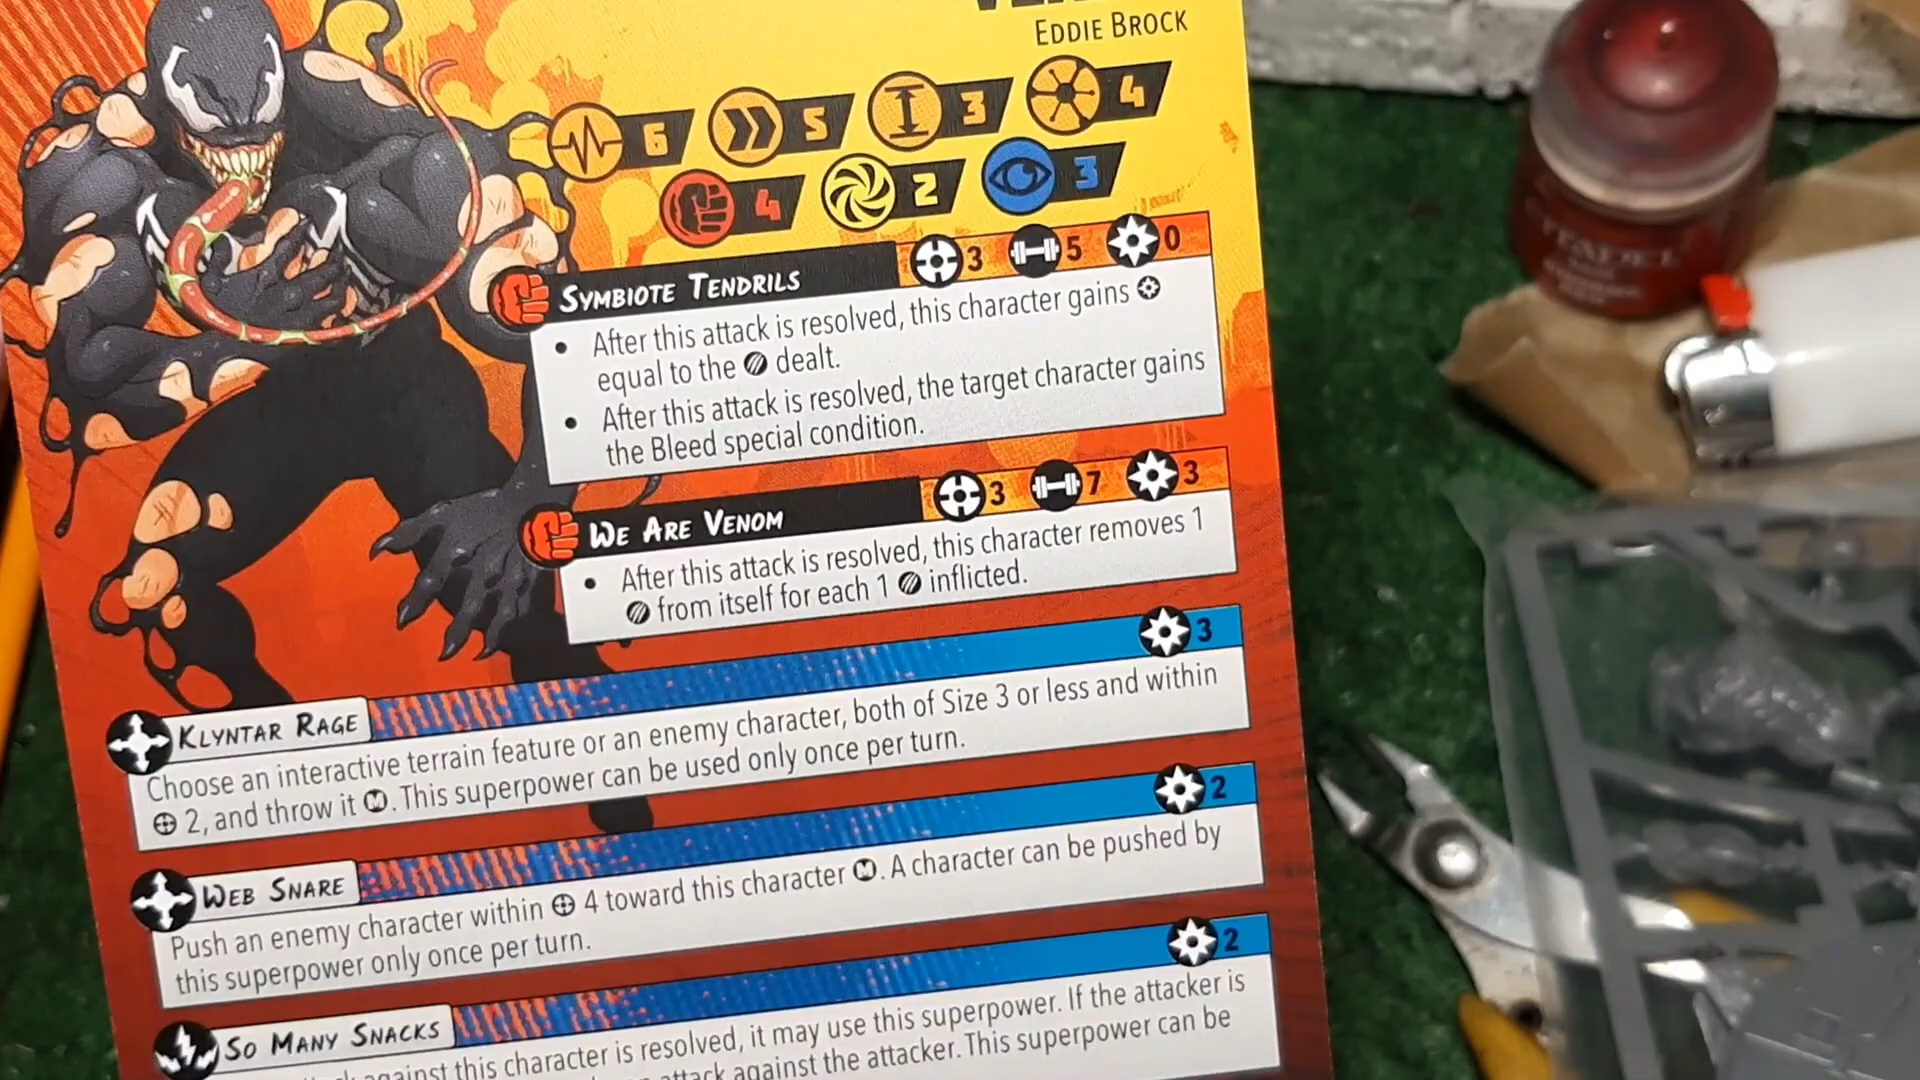 EDDIE BROCK
6 5 3 4
4 2 3
SYMBIOTE TENDRILS 3 5 0
• After this attack is resolved, this character gains
equal to the dealt.
• After this attack is resolved, the target character gains
the Bleed special condition.
WE ARE VENOM 3 7 3
• After this attack is resolved, this character removes 1
from itself for each 1 inflicted.
KLYNTAR RAGE 3
Choose an interactive terrain feature or an enemy character, both of Size 3 or less and within
2, and throw it M. This superpower can be used only once per turn.
WEB SNARE 2
Push an enemy character within 4 toward this character M. A character can be pushed by
this superpower only once per turn.
SO MANY SNACKS 2
against this character is resolved, it may use this superpower. If the attacker is
attack against the attacker. This superpower can be
CITADEL